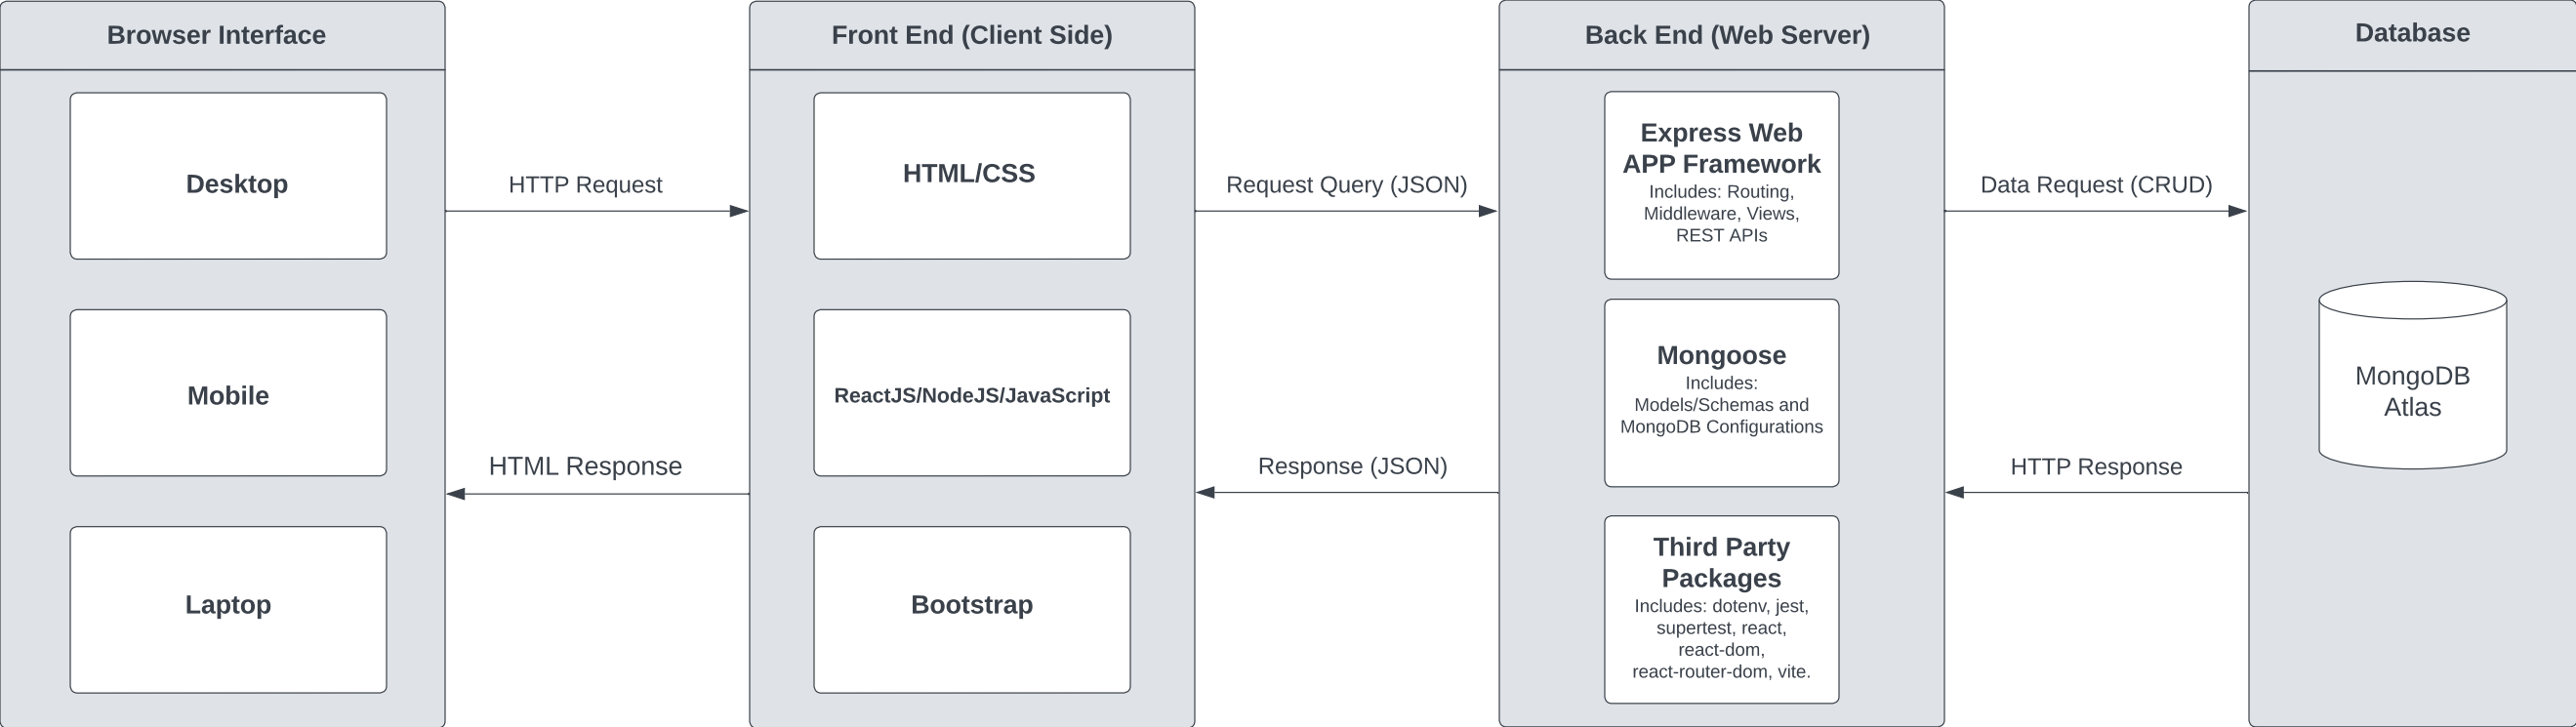 Browser Interface
Desktop
Mobile
Laptop
HTTP Request
HTML Response
Front End (Client Side)
HTML/CSS
ReactJS/NodeJS/JavaScript
Bootstrap
Request Query (JSON)
Response (JSON)
Back End (Web Server)
Express Web
APP Framework
Includes: Routing,
Middleware, Views,
REST APIs
Mongoose
Includes:
Models/Schemas and
MongoDB Configurations
Third Party
Packages
Includes: dotenv, jest,
supertest, react,
react-dom,
react-router-dom, vite.
Data Request (CRUD)
HTTP Response
Database
MongoDB
Atlas